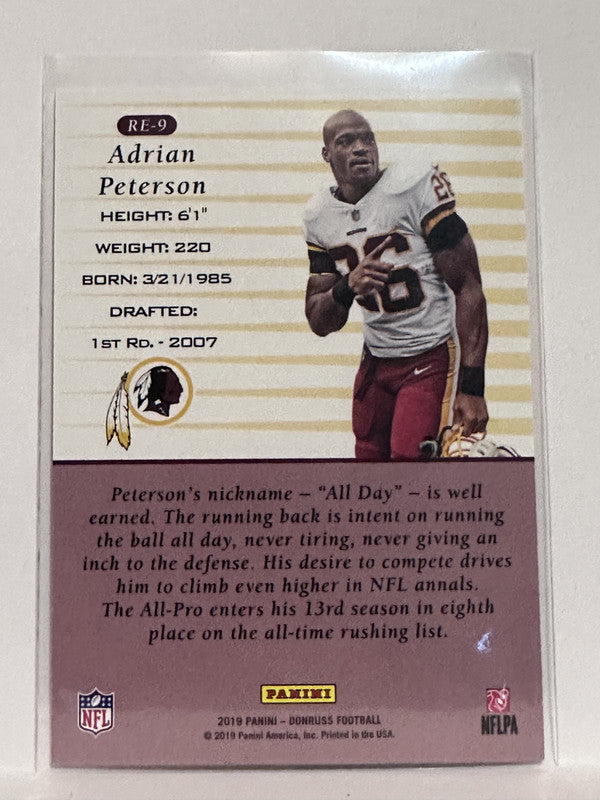 RE-9
Adrian
Peterson
HEIGHT: 6'1"
WEIGHT: 220
BORN: 3/21/1985
DRAFTED:
1ST RD. - 2007
26
26
Peterson's nickname – "All Day" – is well
earned. The running back is intent on running
the ball all day, never tiring, never giving an
inch to the defense. His desire to compete drives
him to climb even higher in NFL annals.
The All-Pro enters his 13rd season in eighth
place on the all-time rushing list.
NFL
PANINI
2019 PANINI – DONRUSS FOOTBALL
© 2019 Panini America, Inc. Printed in the USA.
NFLPA